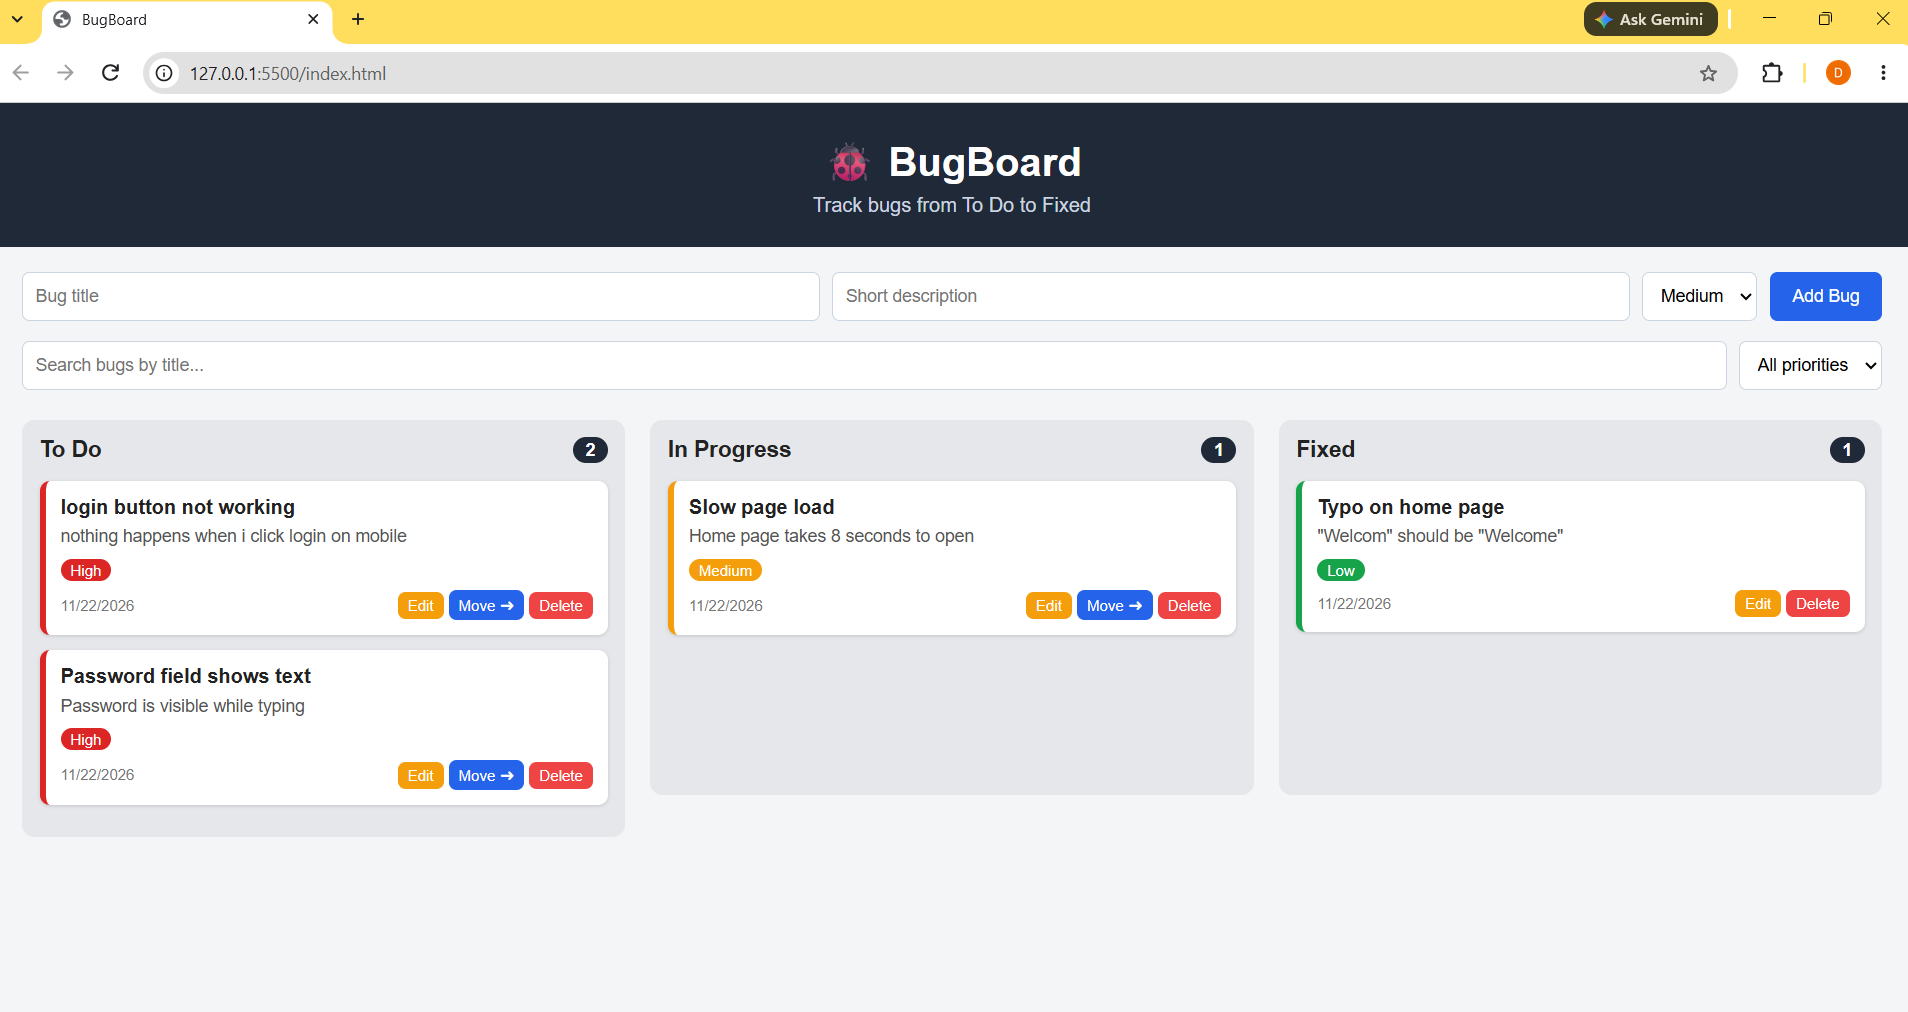 BugBoard
Ask Gemini
127.0.0.1:5500/index.html
D
BugBoard
Track bugs from To Do to Fixed
Bug title
Short description
Medium
Add Bug
Search bugs by title...
All priorities
To Do
2
login button not working
nothing happens when i click login on mobile
High
11/22/2026
Edit
Move ➜
Delete
Password field shows text
Password is visible while typing
High
11/22/2026
Edit
Move ➜
Delete
In Progress
1
Slow page load
Home page takes 8 seconds to open
Medium
11/22/2026
Edit
Move ➜
Delete
Fixed
1
Typo on home page
"Welcom" should be "Welcome"
Low
11/22/2026
Edit
Delete